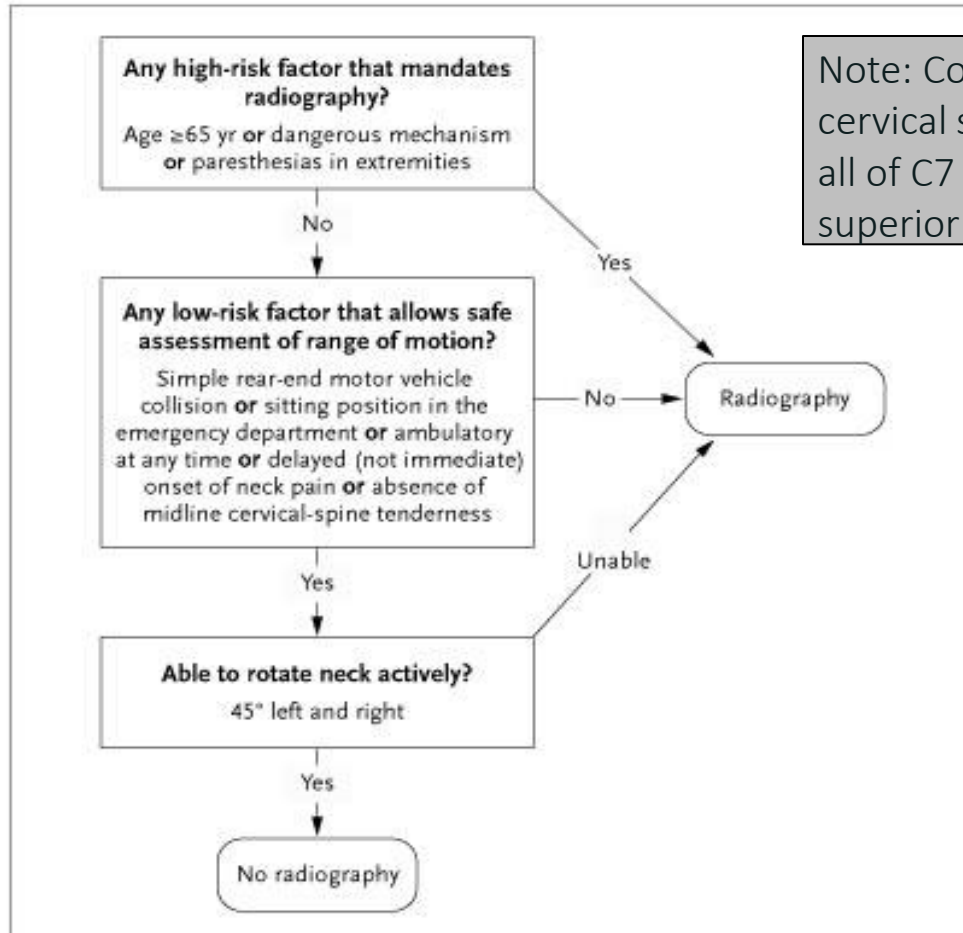 Any high-risk factor that mandates
radiography?
Age ≥65 yr or dangerous mechanism
or paresthesias in extremities
Note: Co
cervical s
all of C7
superior
No
Yes
Any low-risk factor that allows safe
assessment of range of motion?
Simple rear-end motor vehicle
collision or sitting position in the
emergency department or ambulatory
at any time or delayed (not immediate)
onset of neck pain or absence of
midline cervical-spine tenderness
No
Radiography
Unable
Yes
Able to rotate neck actively?
45° left and right
Yes
No radiography